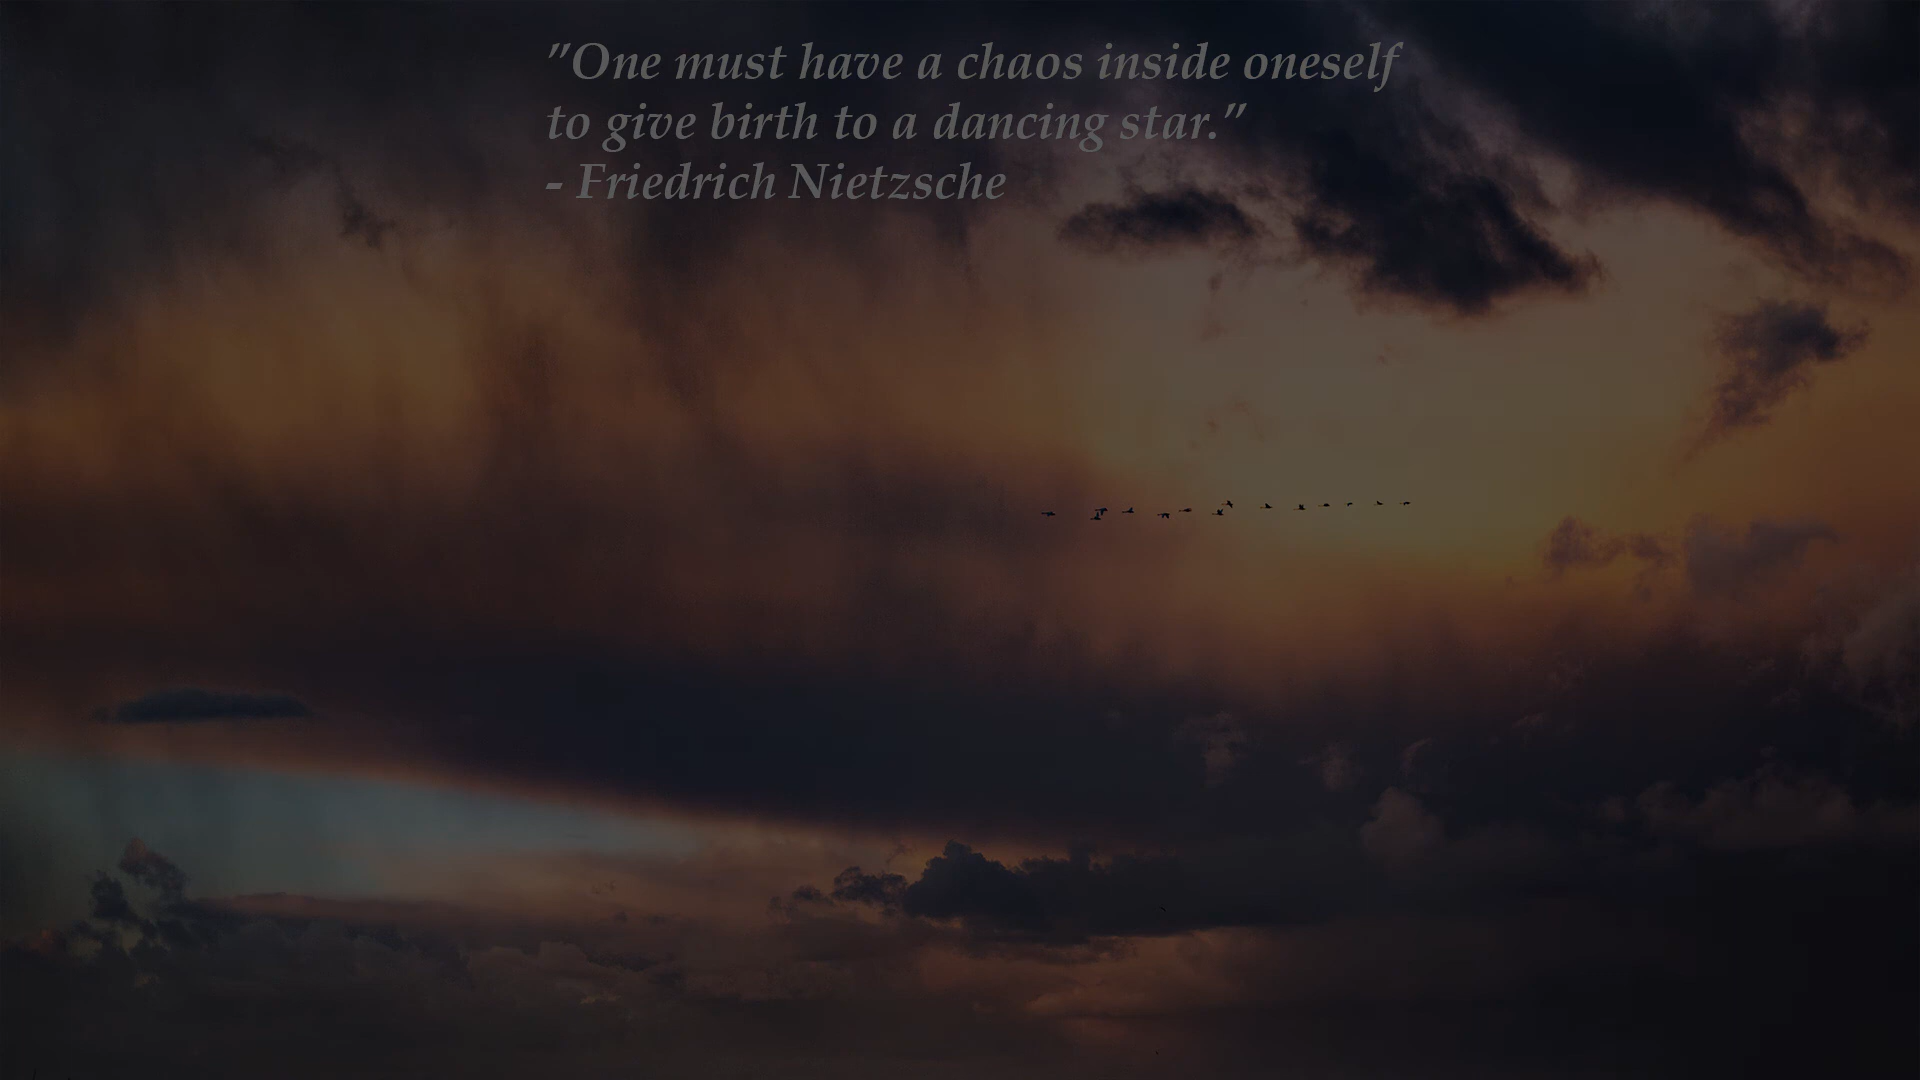 "One must have a chaos inside oneself
to give birth to a dancing star."
- Friedrich Nietzsche